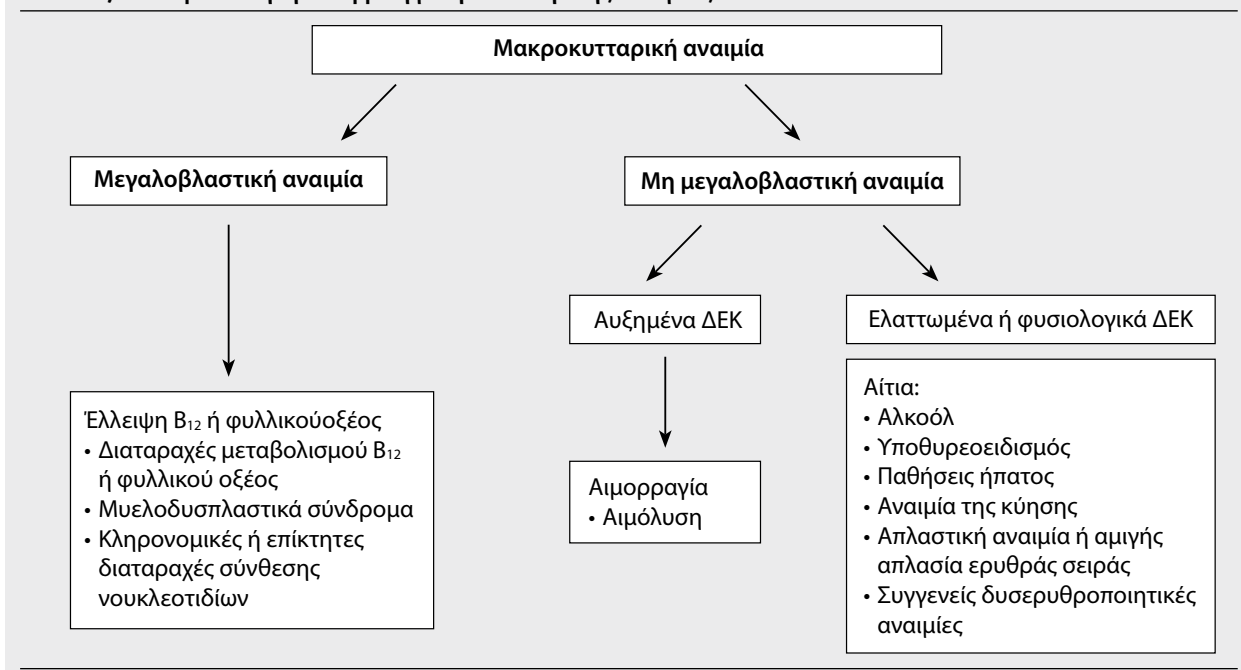 Μακροκυτταρική αναιμία
Μεγαλοβλαστική αναιμία
Μη μεγαλοβλαστική αναιμία
Αυξημένα ΔΕΚ
Ελαττωμένα ή φυσιολογικά ΔΕΚ
Έλλειψη Β₁₂ ή φυλλικούοξέος
• Διαταραχές μεταβολισμού Β₁₂
ή φυλλικού οξέος
• Μυελοδυσπλαστικά σύνδρομα
• Κληρονομικές ή επίκτητες
διαταραχές σύνθεσης
νουκλεοτιδίων
Αιμορραγία
• Αιμόλυση
Αίτια:
• Αλκοόλ
• Υποθυρεοειδισμός
• Παθήσεις ήπατος
• Αναιμία της κύησης
• Απλαστική αναιμία ή αμιγής
απλασία ερυθράς σειράς
• Συγγενείς δυσερυθροποιητικές
αναιμίες